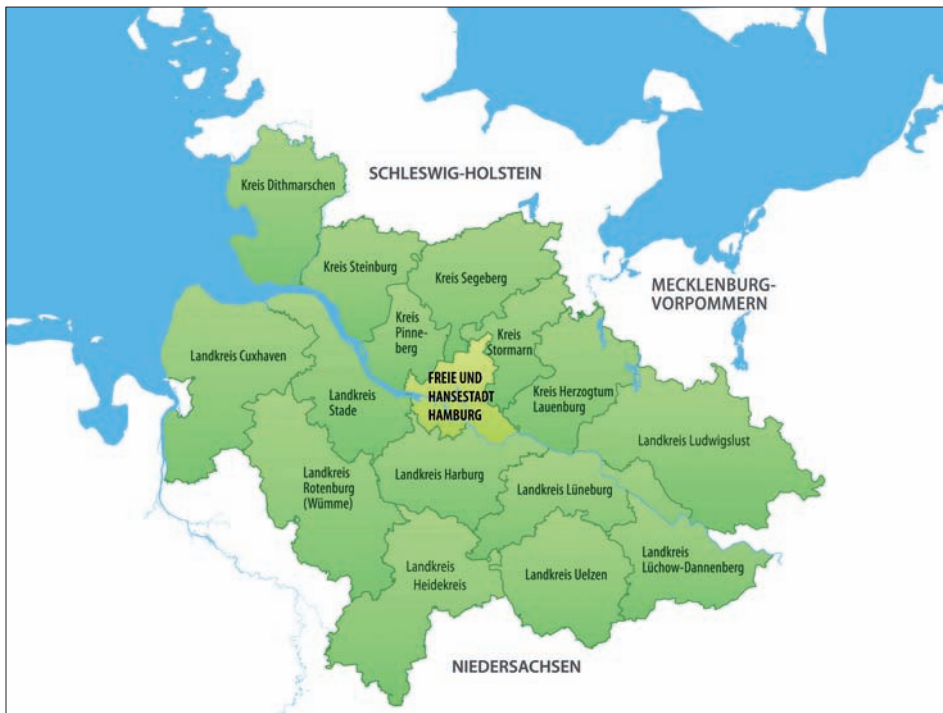 SCHLESWIG-HOLSTEIN
Kreis Dithmarschen
Kreis Steinburg
Kreis Segeberg
MECKLENBURG-
VORPOMMERN
Kreis
Pinne-
berg
Kreis
Stormarn
Landkreis Cuxhaven
FREIE UND
HANSESTADT
HAMBURG
Landkreis
Stade
Kreis Herzogtum
Lauenburg
Landkreis Ludwigslust
Landkreis
Rotenburg
(Wümme)
Landkreis Harburg
Landkreis Lüneburg
Landkreis
Lüchow-Dannenberg
Landkreis
Heidekreis
Landkreis Uelzen
NIEDERSACHSEN